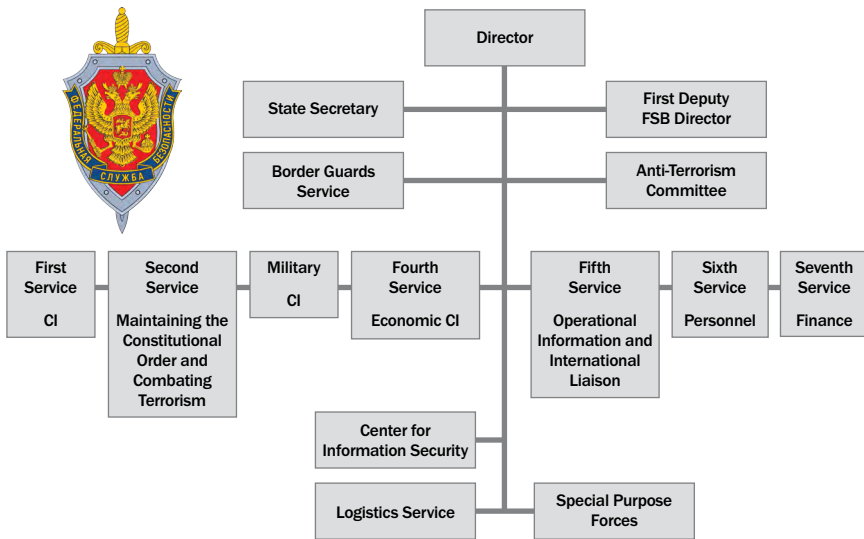 ФЕДЕРАЛЬНАЯ
СЛУЖБА
БЕЗОПАСНОСТИ
Director
State Secretary
First Deputy
FSB Director
Border Guards
Service
Anti-Terrorism
Committee
First
Service
CI
Second
Service
Maintaining the
Constitutional
Order and
Combating
Terrorism
Military
CI
Fourth
Service
Economic CI
Fifth
Service
Operational
Information and
International
Liaison
Sixth
Service
Personnel
Seventh
Service
Finance
Center for
Information Security
Logistics Service
Special Purpose
Forces